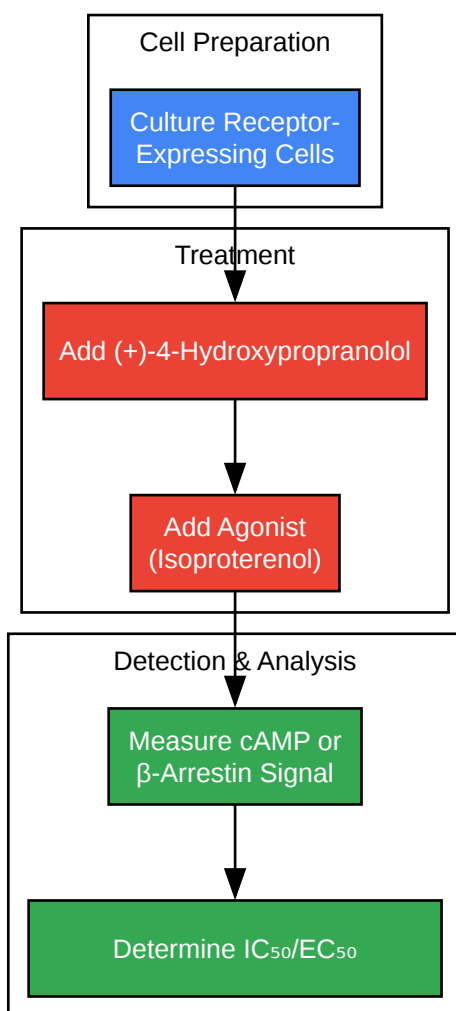 Cell Preparation
Culture Receptor-
Expressing Cells
Treatment
Add (+)-4-Hydroxypropranolol
Add Agonist
(Isoproterenol)
Detection & Analysis
Measure cAMP or
β-Arrestin Signal
Determine IC₅₀/EC₅₀